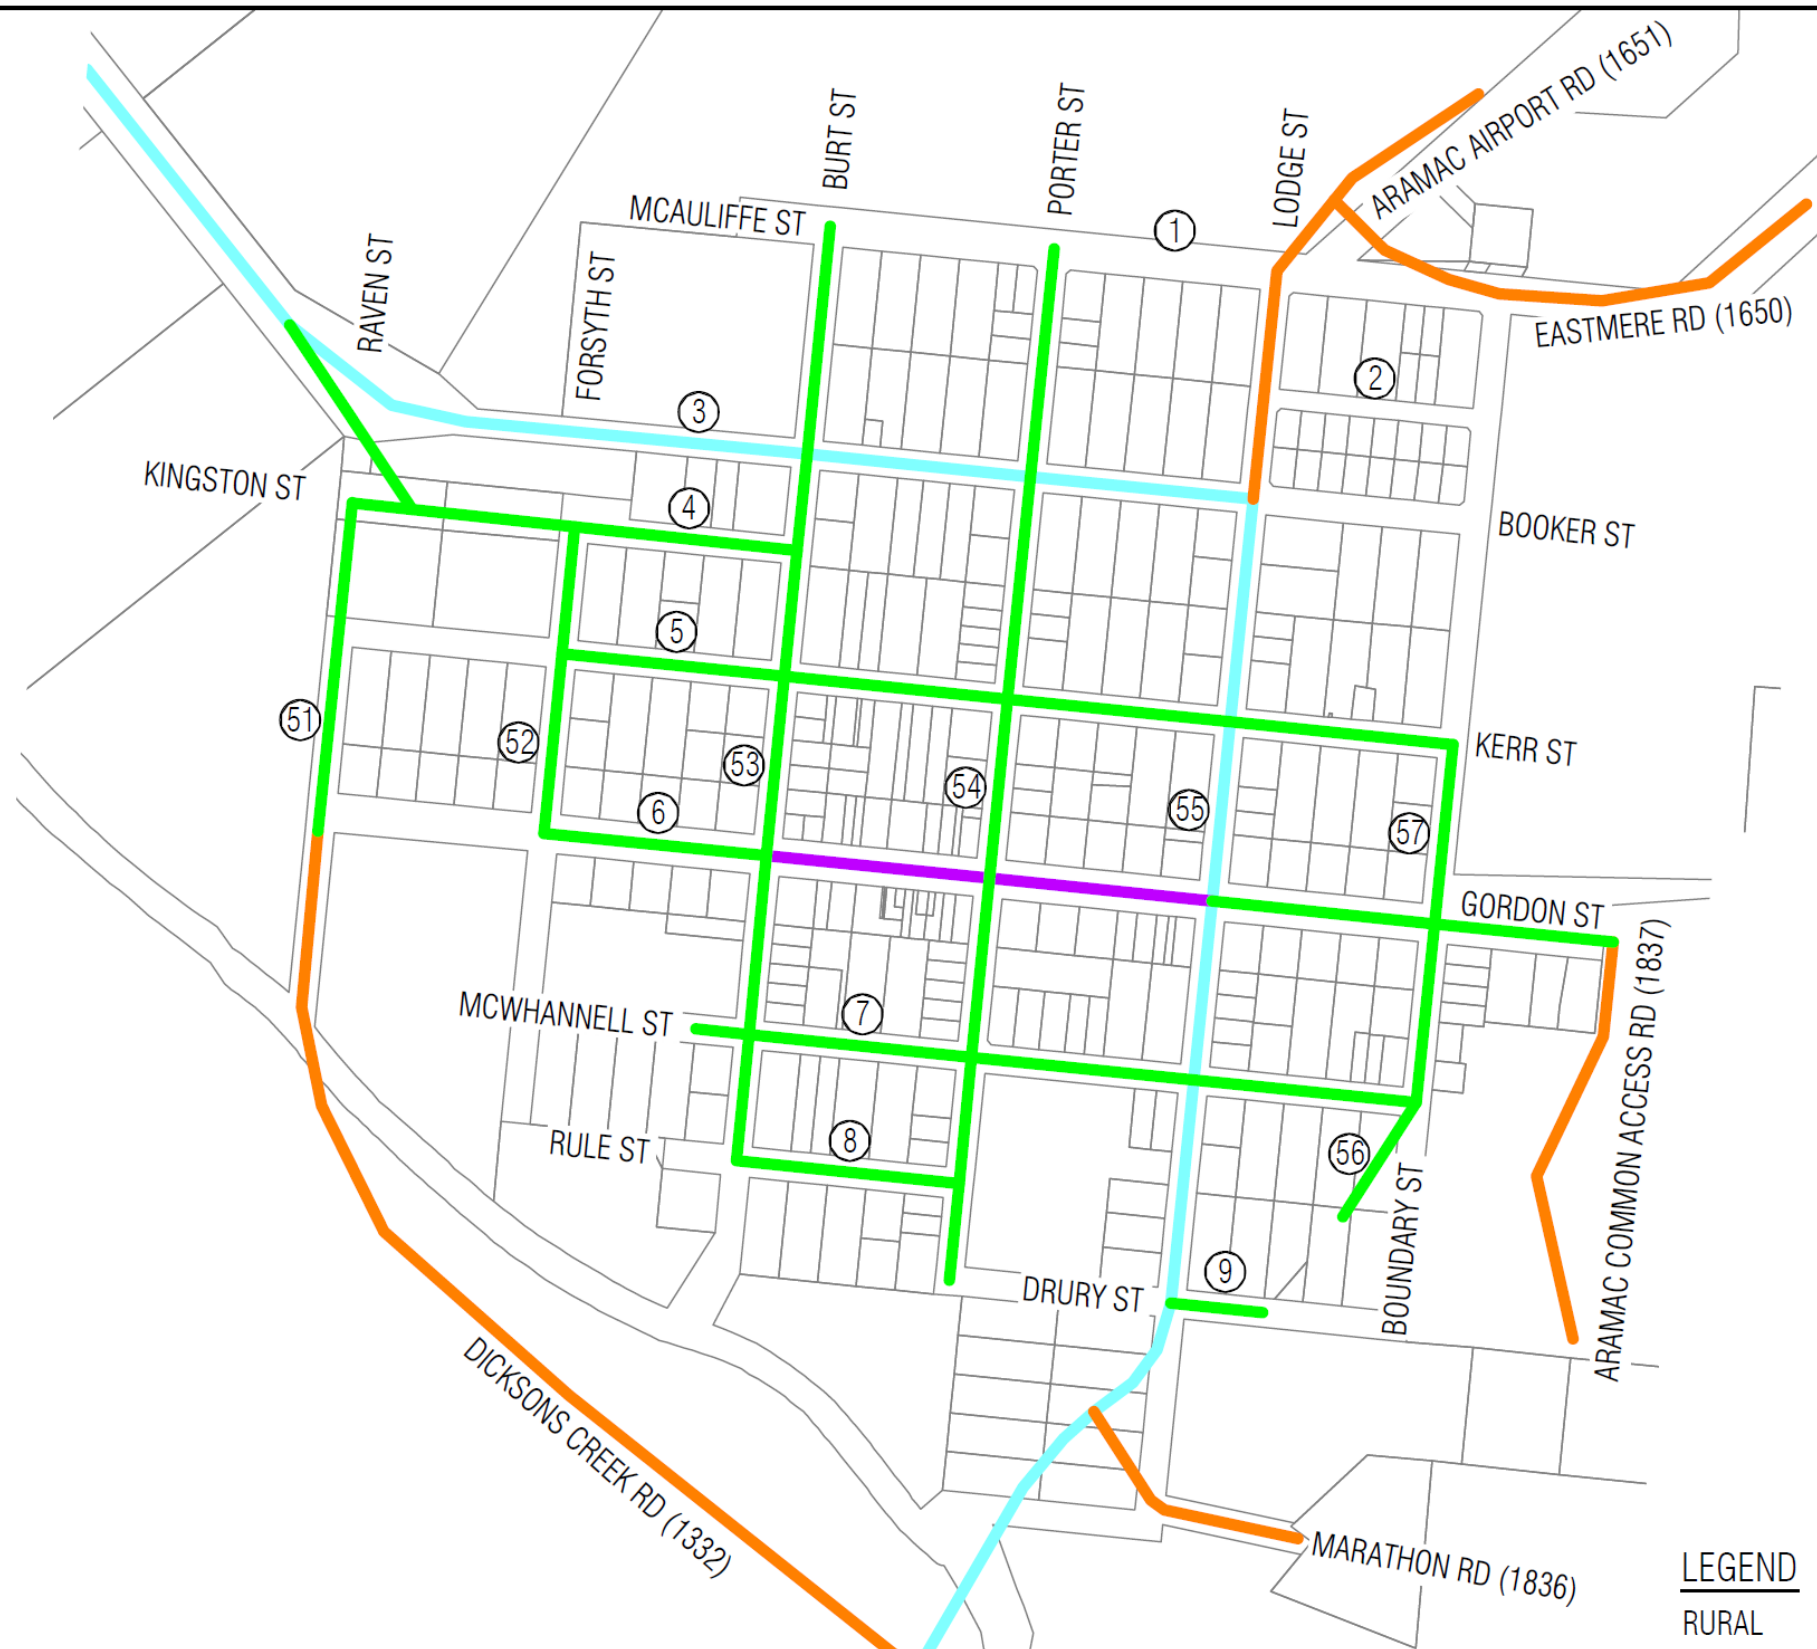 ARAMAC AIRPORT RD (1651)
BURT ST
PORTER ST
LODGE ST
MCAULIFFE ST
1
RAVEN ST
FORSYTH ST
EASTMERE RD (1650)
2
3
KINGSTON ST
4
BOOKER ST
5
51
52
53
KERR ST
54
55
57
6
GORDON ST
MCWHANNELL ST
7
ARAMAC COMMON ACCESS RD (1837)
RULE ST
8
56
BOUNDARY ST
9
DRURY ST
DICKSONS CREEK RD (1332)
MARATHON RD (1836)
LEGEND
RURAL